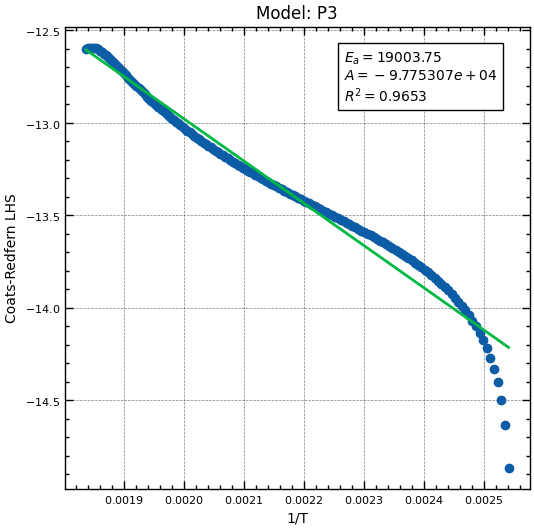 Model: P3
−12.5
−13.0
−13.5
−14.0
−14.5
Coats-Redfern LHS
E_a = 19003.75
A = − 9.775307e + 04
R² = 0.9653
0.0019 0.0020 0.0021 0.0022 0.0023 0.0024 0.0025
1/T